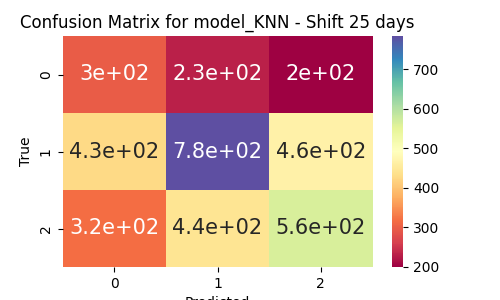 Confusion Matrix for model_KNN - Shift 25 days
0 3e+02 2.3e+02 2e+02
1 4.3e+02 7.8e+02 4.6e+02
2 3.2e+02 4.4e+02 5.6e+02
True
0 1 2
Predicted
700
600
500
400
300
200